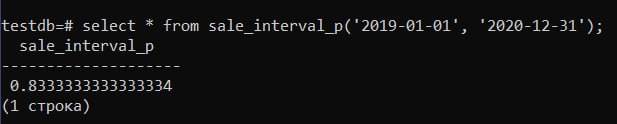 testdb=# select * from sale_interval_p('2019-01-01', '2020-12-31');
sale_interval_p
--------------------
0.8333333333333334
(1 строка)